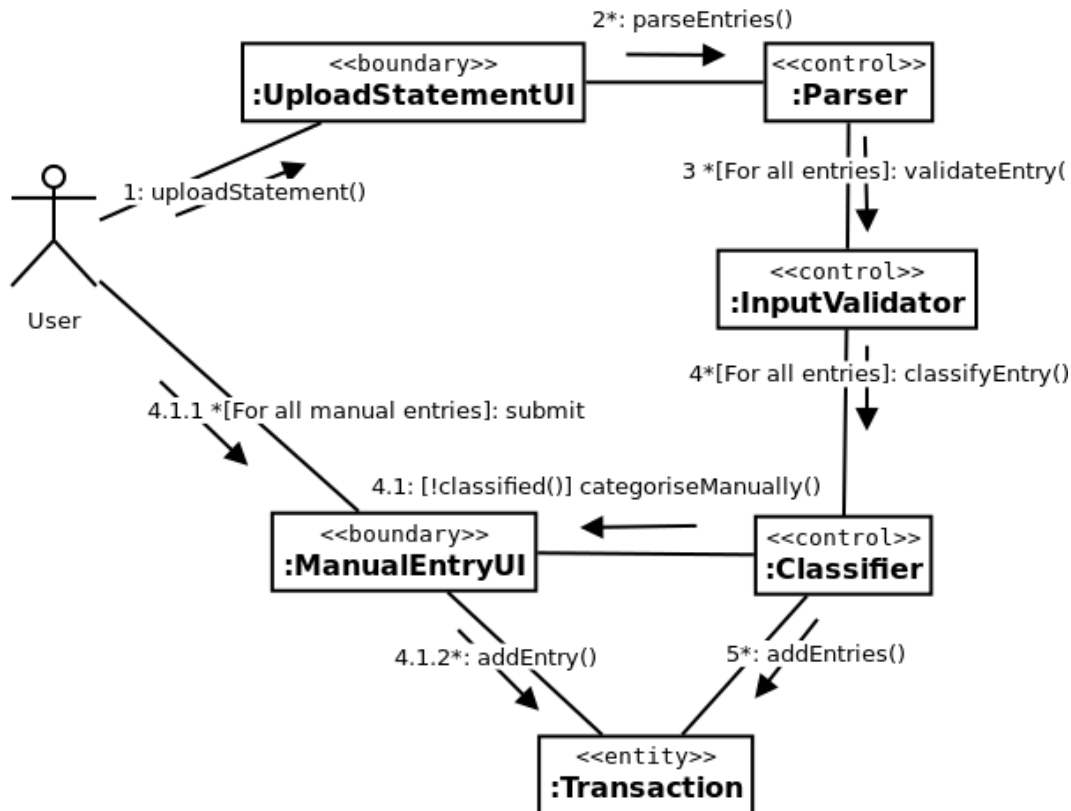 2*: parseEntries()
<<boundary>>
:UploadStatementUI
<<control>>
:Parser
1: uploadStatement()
3 *[For all entries]: validateEntry(
User
<<control>>
:InputValidator
4*[For all entries]: classifyEntry()
4.1.1 *[For all manual entries]: submit
4.1: [!classified()] categoriseManually()
<<boundary>>
:ManualEntryUI
<<control>>
:Classifier
4.1.2*: addEntry()
5*: addEntries()
<<entity>>
:Transaction